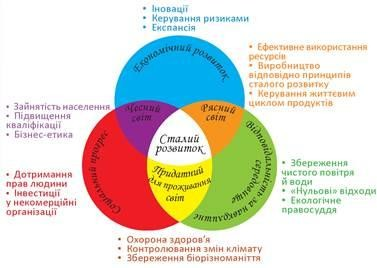 • Іновації
• Керування ризиками
• Експансія
Економічний розвиток
• Ефективне використання
ресурсів
• Виробництво
відповідно принципів
сталого розвитку
• Керування життєвим
циклом продуктів
• Зайнятість населення
• Підвищення
кваліфікації
• Бізнес-етика
Чесний
світ
Рясний
світ
Сталий
розвиток
Придатний
для проживання
світ
Соціальний прогрес
Відповідальність за навколишнє
середовище
• Дотримання
прав людини
• Інвестиції
у некомерційні
організації
• Збереження
чистого повітря
й води
• «Нульові» відходи
• Екологічне
правосуддя
• Охорона здоров'я
• Контролювання змін клімату
• Збереження біорізноманіття